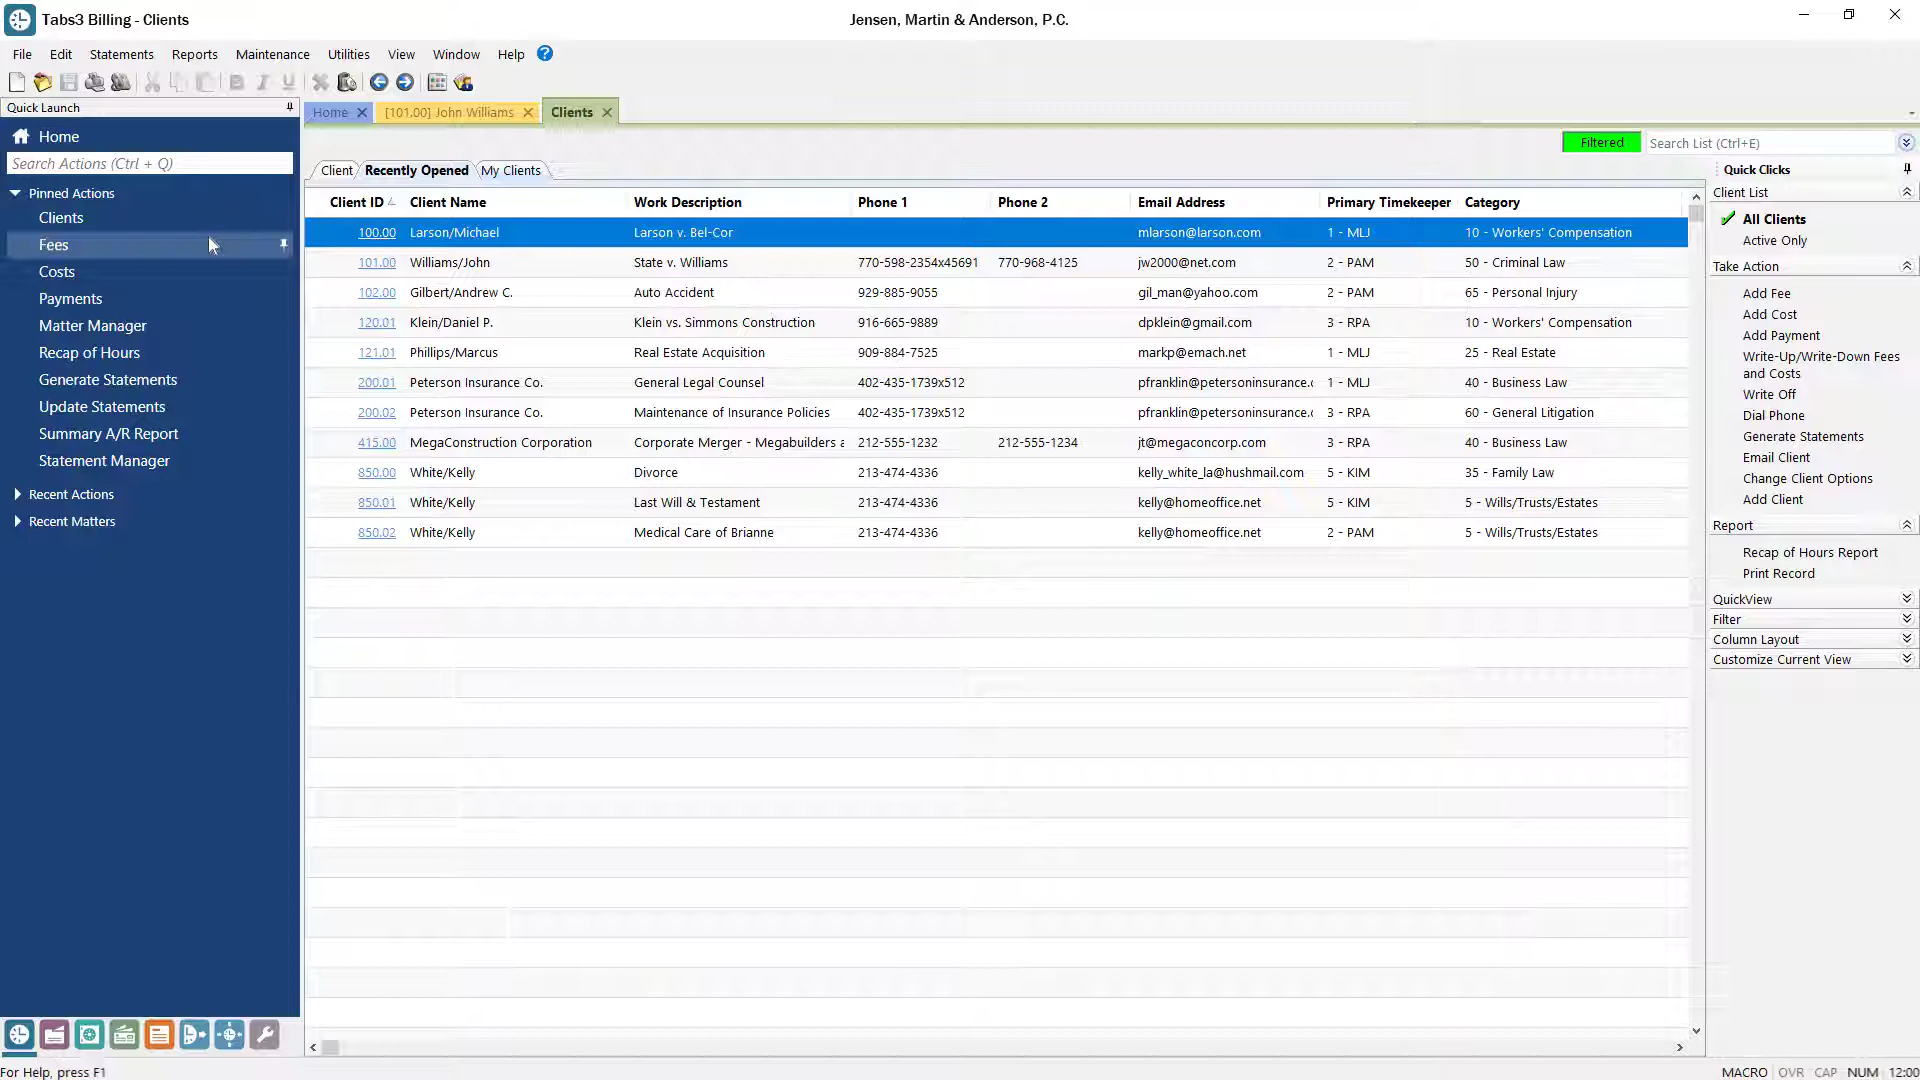 Tabs3 Billing - Clients
Jensen, Martin & Anderson, P.C.
File Edit Statements Reports Maintenance Utilities View Window Help ?
B I U
Quick Launch
Home
Search Actions (Ctrl + Q)
Pinned Actions
Clients
Fees
Costs
Payments
Matter Manager
Recap of Hours
Generate Statements
Update Statements
Summary A/R Report
Statement Manager
Recent Actions
Recent Matters
Home [101.00] John Williams Clients
Filtered Search List (Ctrl+E)
Client Recently Opened My Clients
Client ID Client Name Work Description Phone 1 Phone 2 Email Address Primary Timekeeper Category
100.00 Larson/Michael Larson v. Bel-Cor mlarson@larson.com 1 - MLJ 10 - Workers' Compensation
101.00 Williams/John State v. Williams 770-598-2354x45691 770-968-4125 jw2000@net.com 2 - PAM 50 - Criminal Law
102.00 Gilbert/Andrew C. Auto Accident 929-885-9055 gil_man@yahoo.com 2 - PAM 65 - Personal Injury
120.01 Klein/Daniel P. Klein vs. Simmons Construction 916-665-9889 dpklein@gmail.com 3 - RPA 10 - Workers' Compensation
121.01 Phillips/Marcus Real Estate Acquisition 909-884-7525 markp@emach.net 1 - MLJ 25 - Real Estate
200.01 Peterson Insurance Co. General Legal Counsel 402-435-1739x512 pfranklin@petersoninsurance.c 1 - MLJ 40 - Business Law
200.02 Peterson Insurance Co. Maintenance of Insurance Policies 402-435-1739x512 pfranklin@petersoninsurance.c 3 - RPA 60 - General Litigation
415.00 MegaConstruction Corporation Corporate Merger - Megabuilders a 212-555-1232 212-555-1234 jt@megaconcorp.com 3 - RPA 40 - Business Law
850.00 White/Kelly Divorce 213-474-4336 kelly_white_la@hushmail.com 5 - KIM 35 - Family Law
850.01 White/Kelly Last Will & Testament 213-474-4336 kelly@homeoffice.net 5 - KIM 5 - Wills/Trusts/Estates
850.02 White/Kelly Medical Care of Brianne 213-474-4336 kelly@homeoffice.net 2 - PAM 5 - Wills/Trusts/Estates
Quick Clicks
Client List
All Clients
Active Only
Take Action
Add Fee
Add Cost
Add Payment
Write-Up/Write-Down Fees
and Costs
Write Off
Dial Phone
Generate Statements
Email Client
Change Client Options
Add Client
Report
Recap of Hours Report
Print Record
QuickView
Filter
Column Layout
Customize Current View
For Help, press F1
MACRO OVR CAP NUM 12:00